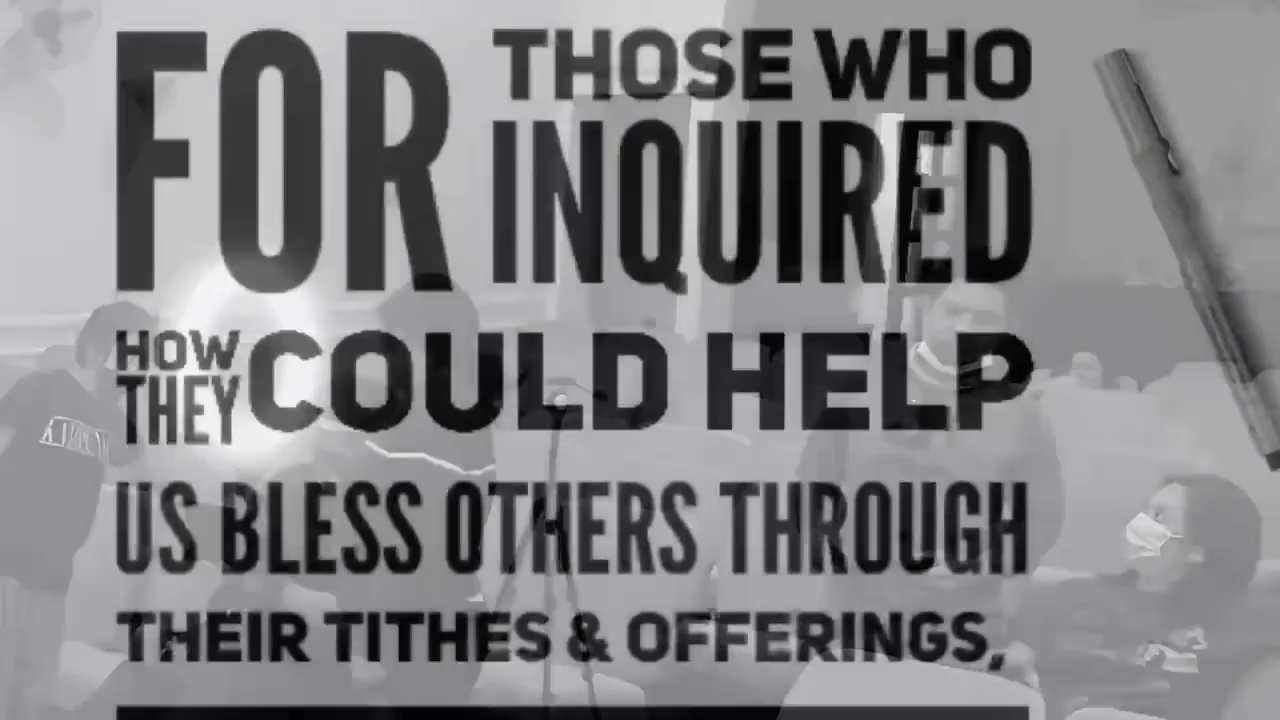 FOR THOSE WHO
INQUIRED
HOW THEY COULD HELP
US BLESS OTHERS THROUGH
THEIR TITHES & OFFERINGS,